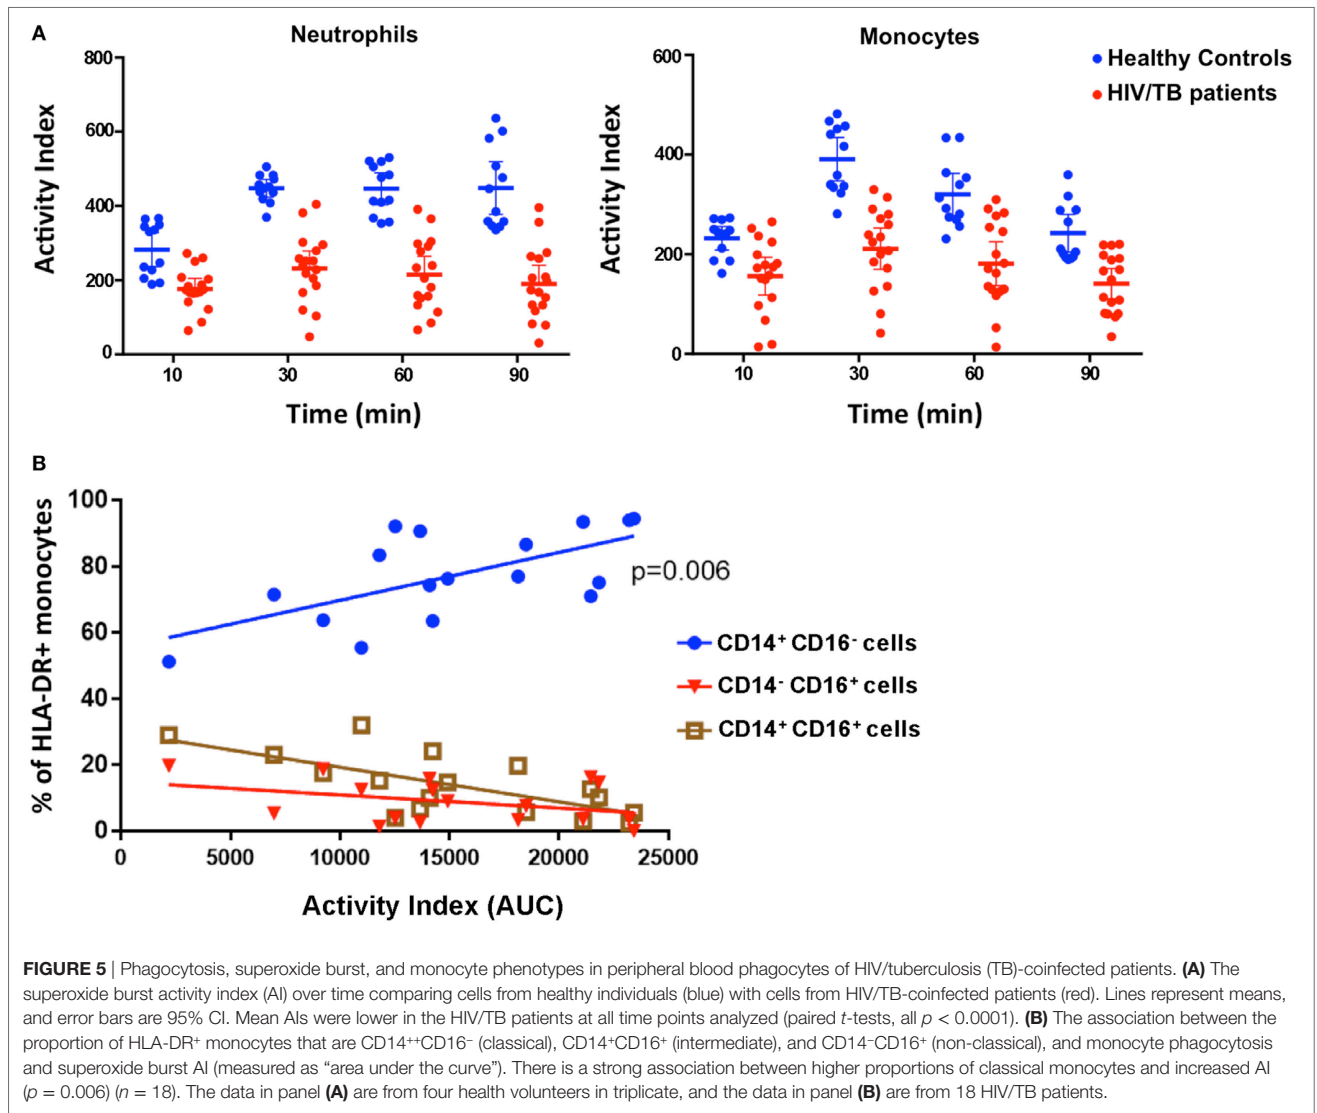 A
Neutrophils
Activity Index
800
600
400
200
0
10 30 60 90
Time (min)
Monocytes
Activity Index
600
400
200
0
10 30 60 90
Time (min)
Healthy Controls
HIV/TB patients
B
% of HLA-DR+ monocytes
100
80
60
40
20
0
0 5000 10000 15000 20000 25000
Activity Index (AUC)
p=0.006
CD14⁺ CD16⁻ cells
CD14⁻ CD16⁺ cells
CD14⁺ CD16⁺ cells
FIGURE 5 | Phagocytosis, superoxide burst, and monocyte phenotypes in peripheral blood phagocytes of HIV/tuberculosis (TB)-coinfected patients. (A) The
superoxide burst activity index (AI) over time comparing cells from healthy individuals (blue) with cells from HIV/TB-coinfected patients (red). Lines represent means,
and error bars are 95% CI. Mean AIs were lower in the HIV/TB patients at all time points analyzed (paired t-tests, all p < 0.0001). (B) The association between the
proportion of HLA-DR⁺ monocytes that are CD14⁺⁺CD16⁻ (classical), CD14⁺CD16⁺ (intermediate), and CD14⁻CD16⁺ (non-classical), and monocyte phagocytosis
and superoxide burst AI (measured as “area under the curve”). There is a strong association between higher proportions of classical monocytes and increased AI
(p = 0.006) (n = 18). The data in panel (A) are from four health volunteers in triplicate, and the data in panel (B) are from 18 HIV/TB patients.